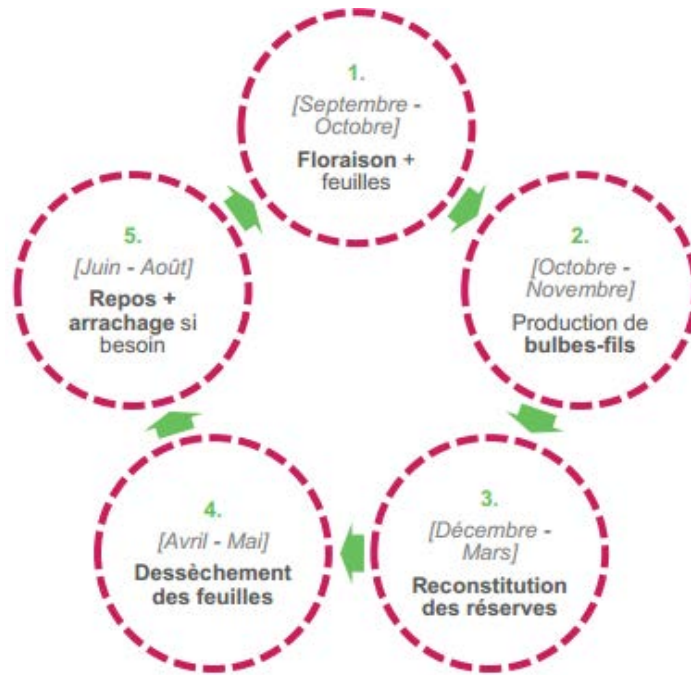 1.
[Septembre -
Octobre]
Floraison +
feuilles
2.
[Octobre -
Novembre]
Production de
bulbes-fils
3.
[Décembre -
Mars]
Reconstitution
des réserves
4.
[Avril - Mai]
Dessèchement
des feuilles
5.
[Juin - Août]
Repos +
arrachage si
besoin